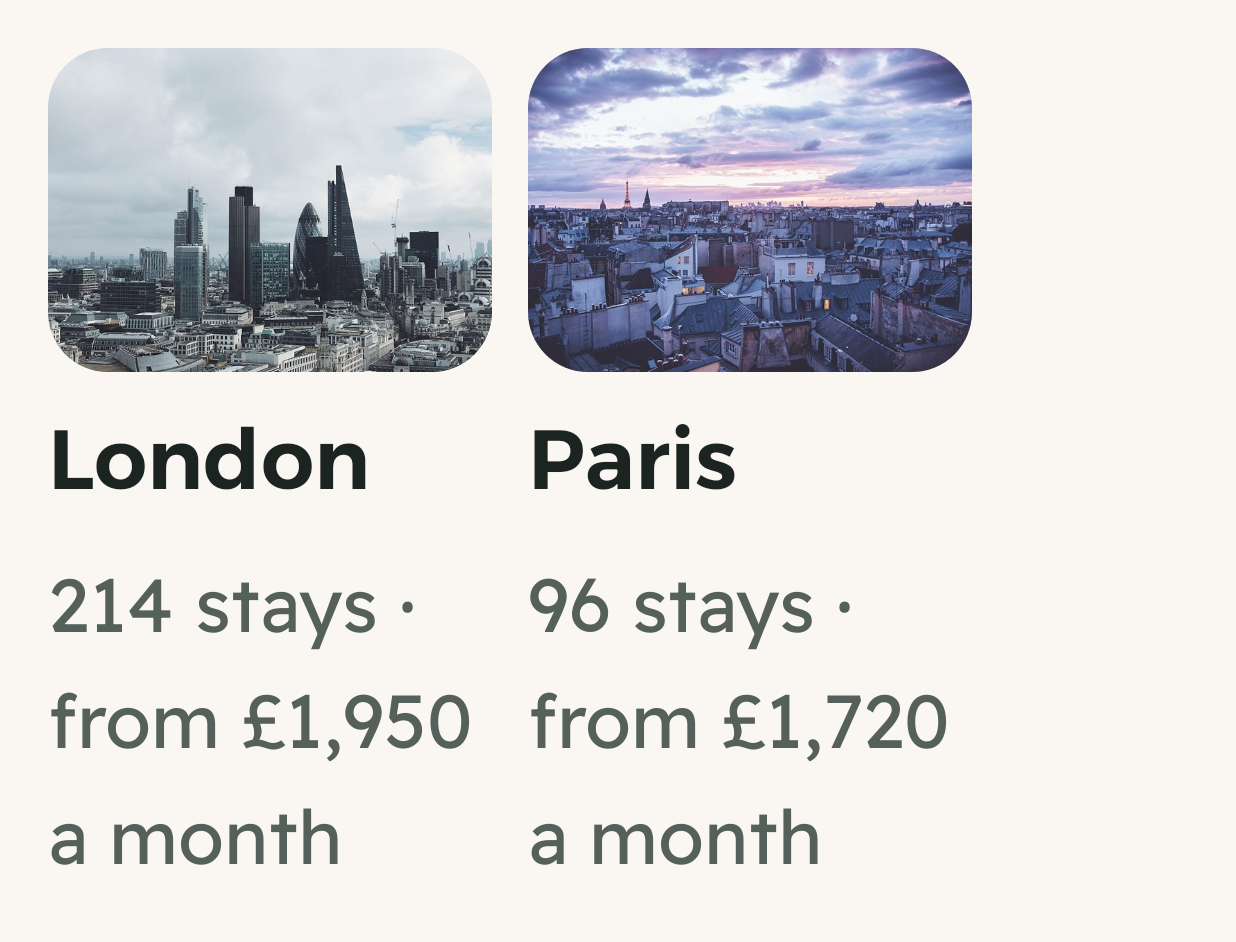 London
214 stays ·
from £1,950
a month
Paris
96 stays ·
from £1,720
a month